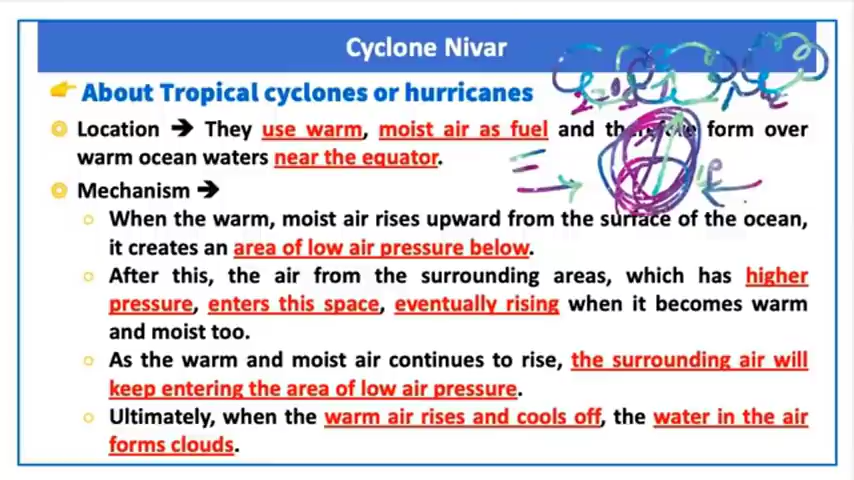 Cyclone Nivar
About Tropical cyclones or hurricanes
Location → They use warm, moist air as fuel and therefore form over
warm ocean waters near the equator.
Mechanism →
When the warm, moist air rises upward from the surface of the ocean,
it creates an area of low air pressure below.
After this, the air from the surrounding areas, which has higher
pressure, enters this space, eventually rising when it becomes warm
and moist too.
As the warm and moist air continues to rise, the surrounding air will
keep entering the area of low air pressure.
Ultimately, when the warm air rises and cools off, the water in the air
forms clouds.